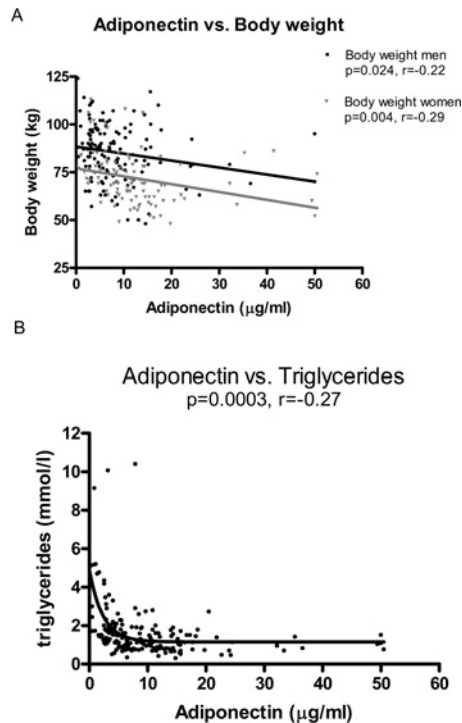 A
Adiponectin vs. Body weight
Body weight men
p=0.024, r=-0.22
Body weight women
p=0.004, r=-0.29
125
100
75
50
25
Body weight (kg)
0 10 20 30 40 50 60
Adiponectin (μg/ml)
B
Adiponectin vs. Triglycerides
p=0.0003, r=-0.27
12
10
8
6
4
2
0
triglycerides (mmol/l)
0 10 20 30 40 50 60
Adiponectin (μg/ml)